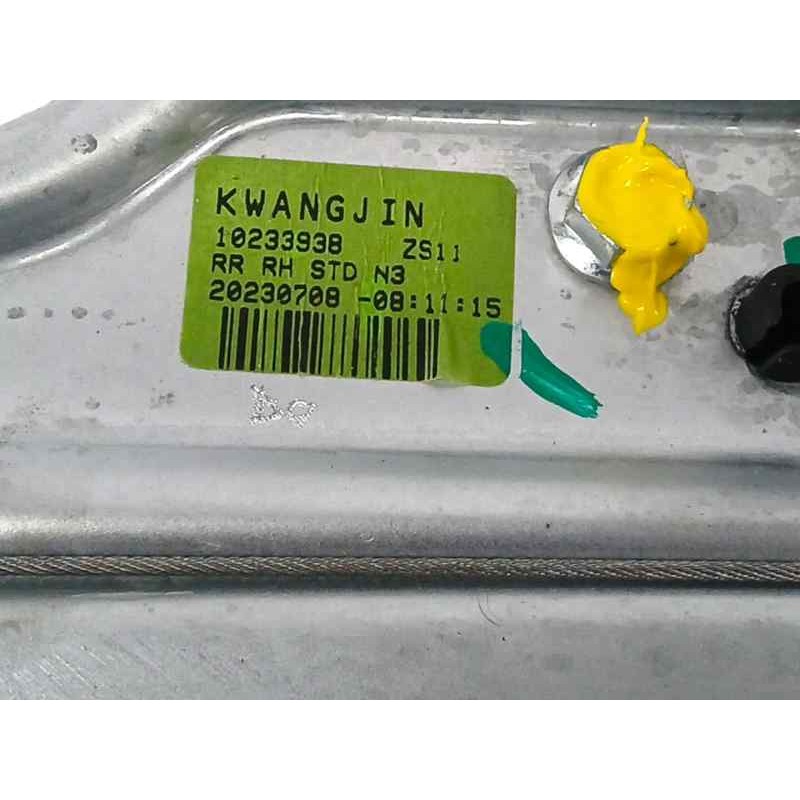 KWANGJIN
10233938 ZS11
RR RH STD N3
20230708 -08:11:15